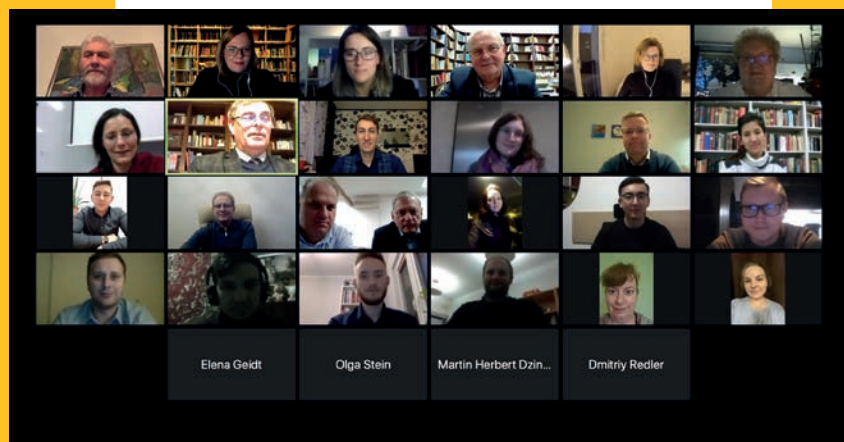 Elena Geidt
Olga Stein
Martin Herbert Dzin...
Dmitriy Redler